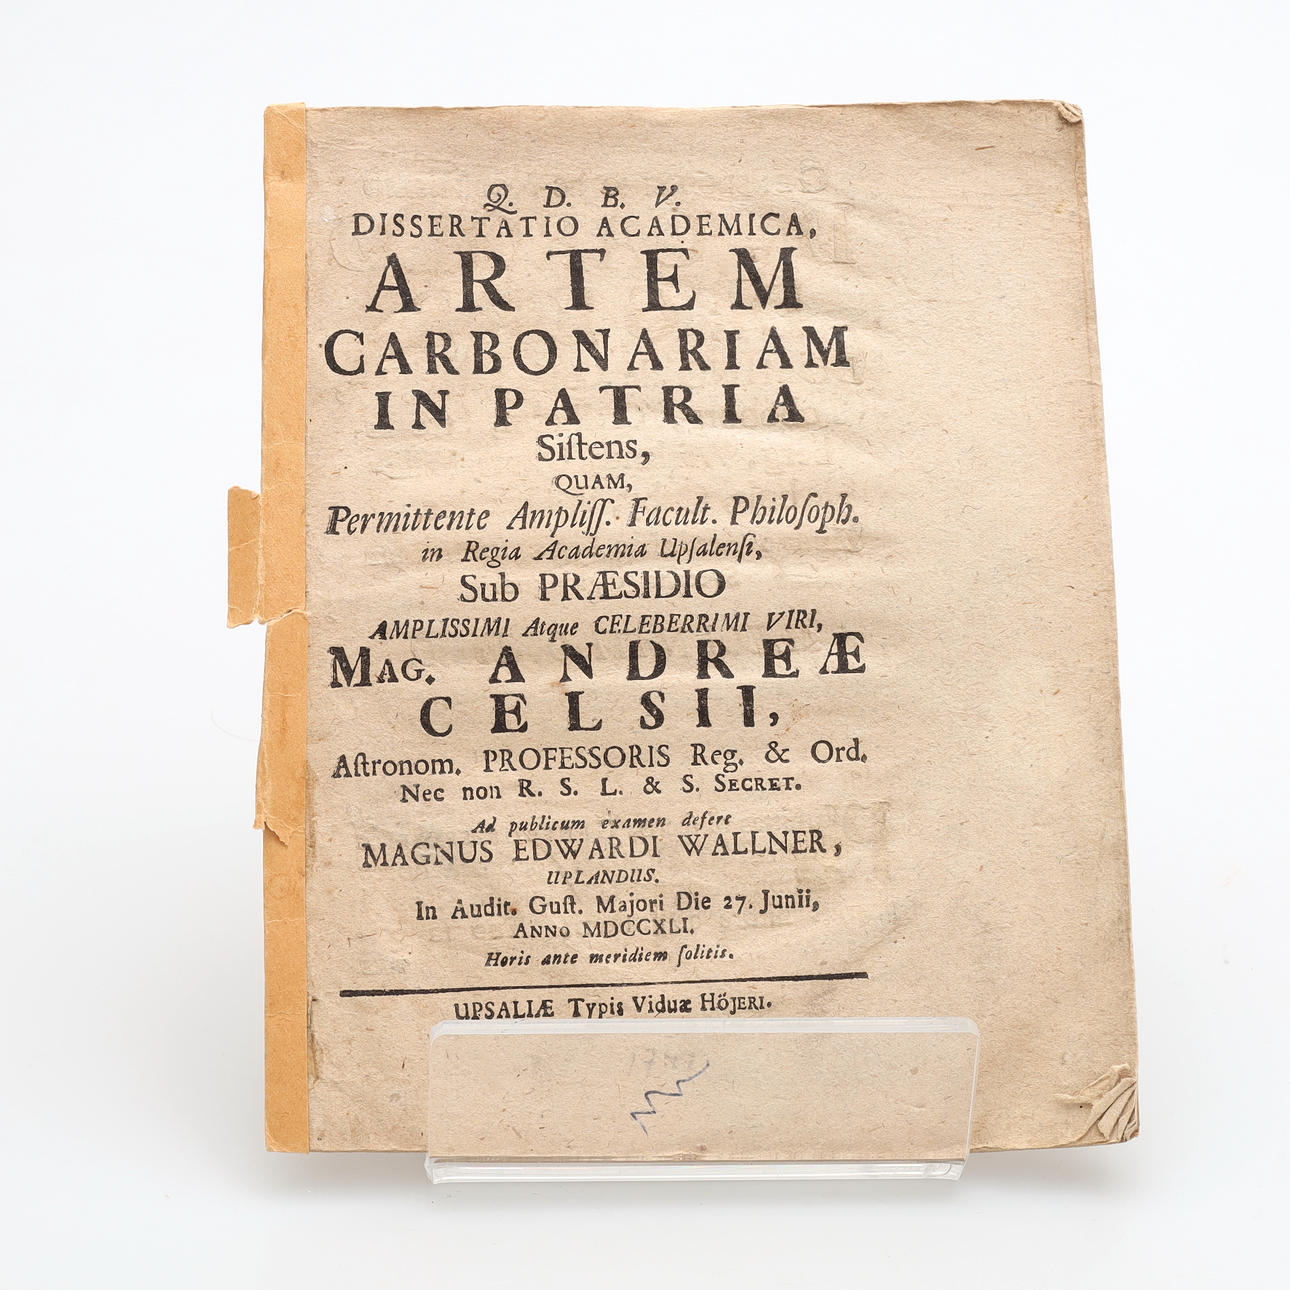 Q. D. B. V.
DISSERTATIO ACADEMICA,
ARTEM
CARBONARIAM
IN PATRIA
Siſtens,
QUAM,
Permittente Ampliſſ. Facult. Philoſoph.
in Regia Academia Upſalenſi,
Sub PRÆSIDIO
AMPLISSIMI Atque CELEBERRIMI VIRI,
MAG. ANDREÆ
CELSII,
Aſtronom. PROFESSORIS Reg. & Ord.
Nec non R. S. L. & S. SECRET.
Ad publicum examen defert
MAGNUS EDWARDI WALLNER,
UPLANDUS.
In Audit. Guſt. Majori Die 27. Junii,
ANNO MDCCXLI.
Horis ante meridiem ſolitis.
UPSALIÆ Typis Viduæ HöJERI.